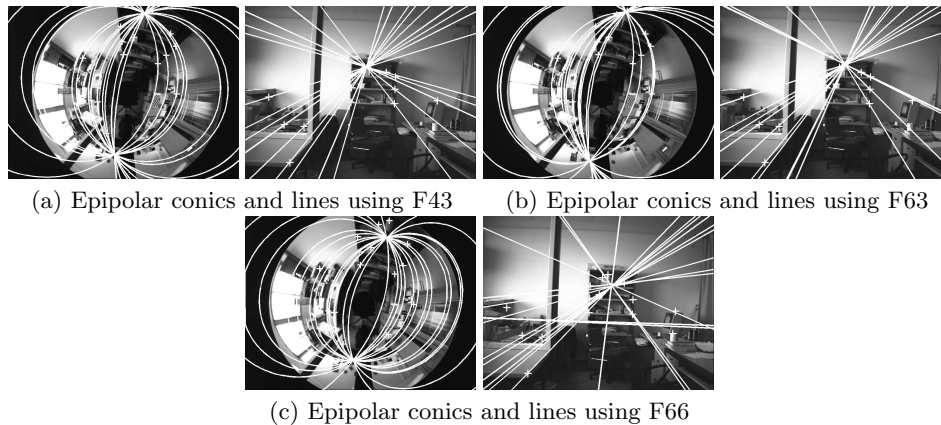 (a) Epipolar conics and lines using F43
(b) Epipolar conics and lines using F63
(c) Epipolar conics and lines using F66